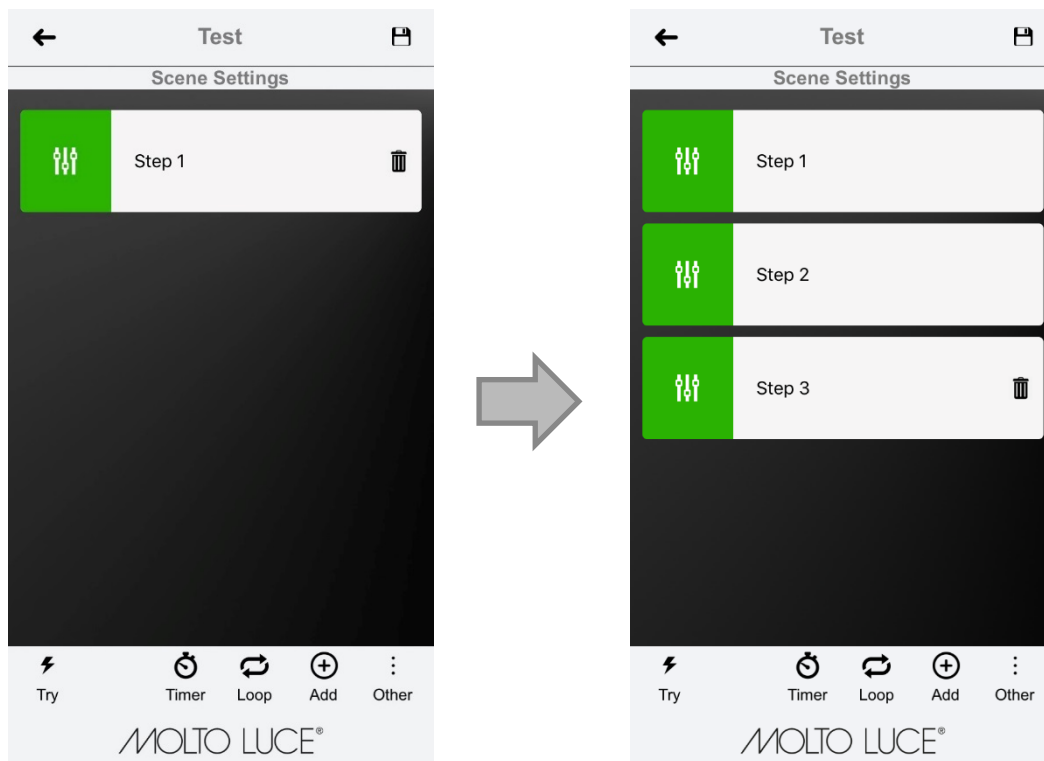 Test
Scene Settings
Step 1
Try Timer Loop Add Other
MOLTO LUCE®
Test
Scene Settings
Step 1
Step 2
Step 3
Try Timer Loop Add Other
MOLTO LUCE®